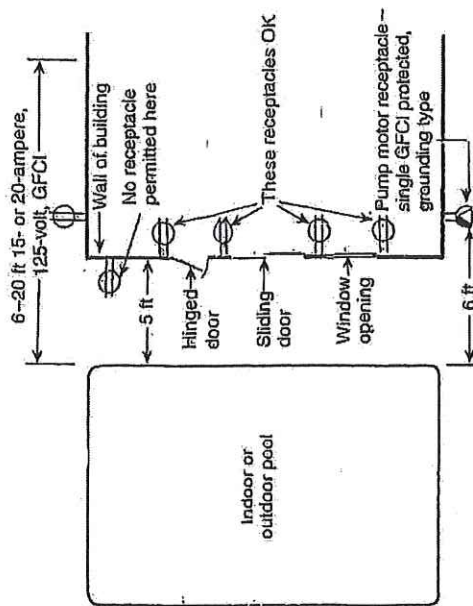 6–20 ft 15- or 20-ampere,
125-volt, GFCI
Wall of building
No receptacle
permitted here
5 ft
Hinged
door
Sliding
door
Window
opening
These receptacles OK
Pump motor receptacle—
single GFCI protected,
grounding type
6 ft
Indoor or
outdoor pool